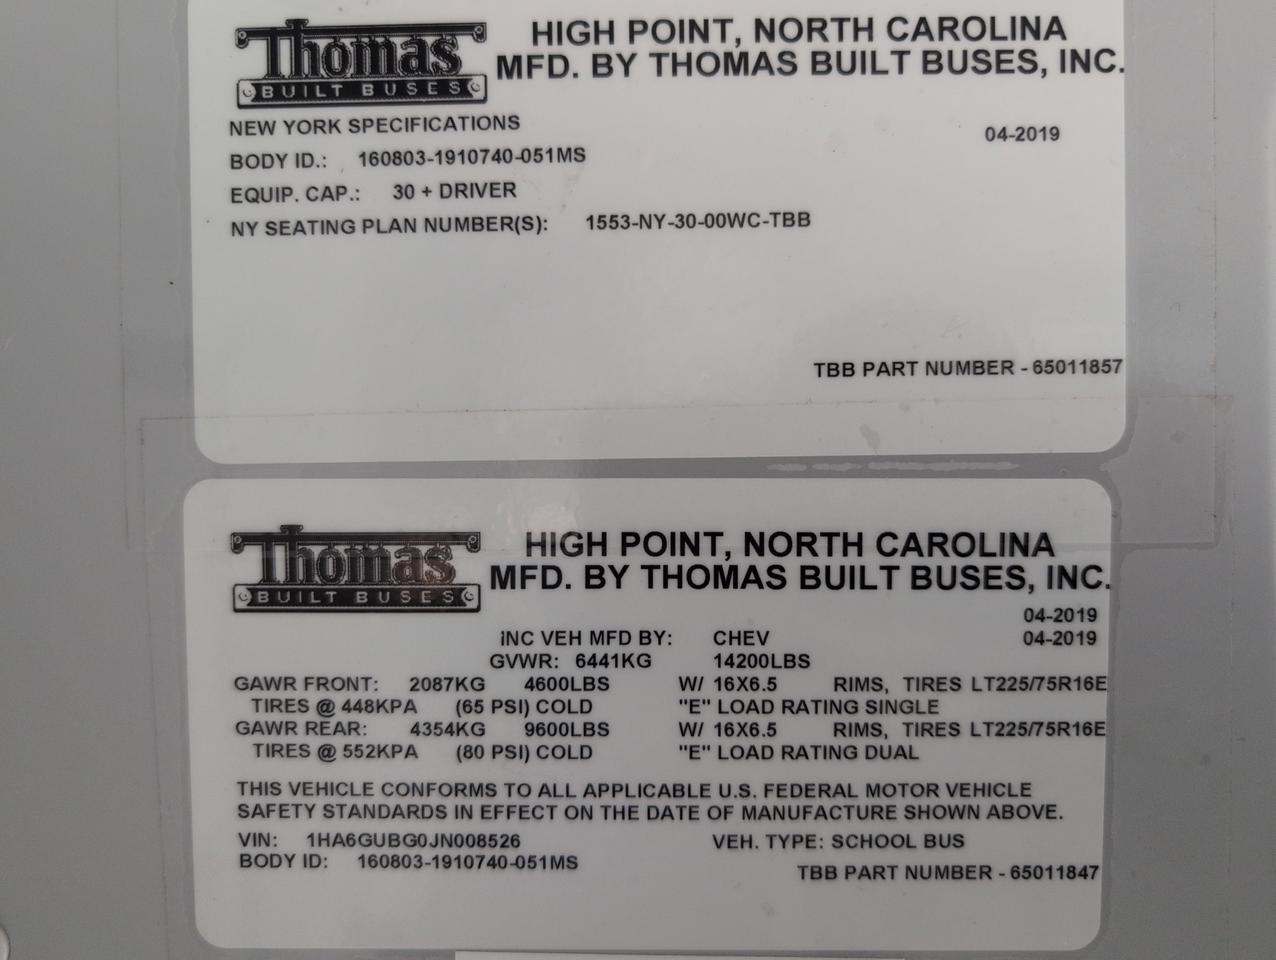 Thomas
BUILT BUSES
HIGH POINT, NORTH CAROLINA
MFD. BY THOMAS BUILT BUSES, INC.
NEW YORK SPECIFICATIONS
04-2019
BODY ID.: 160803-1910740-051MS
EQUIP. CAP.: 30 + DRIVER
NY SEATING PLAN NUMBER(S): 1553-NY-30-00WC-TBB
TBB PART NUMBER - 65011857
Thomas
BUILT BUSES
HIGH POINT, NORTH CAROLINA
MFD. BY THOMAS BUILT BUSES, INC.
04-2019
iNC VEH MFD BY: CHEV 04-2019
GVWR: 6441KG 14200LBS
GAWR FRONT: 2087KG 4600LBS W/ 16X6.5 RIMS, TIRES LT225/75R16E
TIRES @ 448KPA (65 PSI) COLD "E" LOAD RATING SINGLE
GAWR REAR: 4354KG 9600LBS W/ 16X6.5 RIMS, TIRES LT225/75R16E
TIRES @ 552KPA (80 PSI) COLD "E" LOAD RATING DUAL
THIS VEHICLE CONFORMS TO ALL APPLICABLE U.S. FEDERAL MOTOR VEHICLE
SAFETY STANDARDS IN EFFECT ON THE DATE OF MANUFACTURE SHOWN ABOVE.
VIN: 1HA6GUBG0JN008526 VEH. TYPE: SCHOOL BUS
BODY ID: 160803-1910740-051MS
TBB PART NUMBER - 65011847